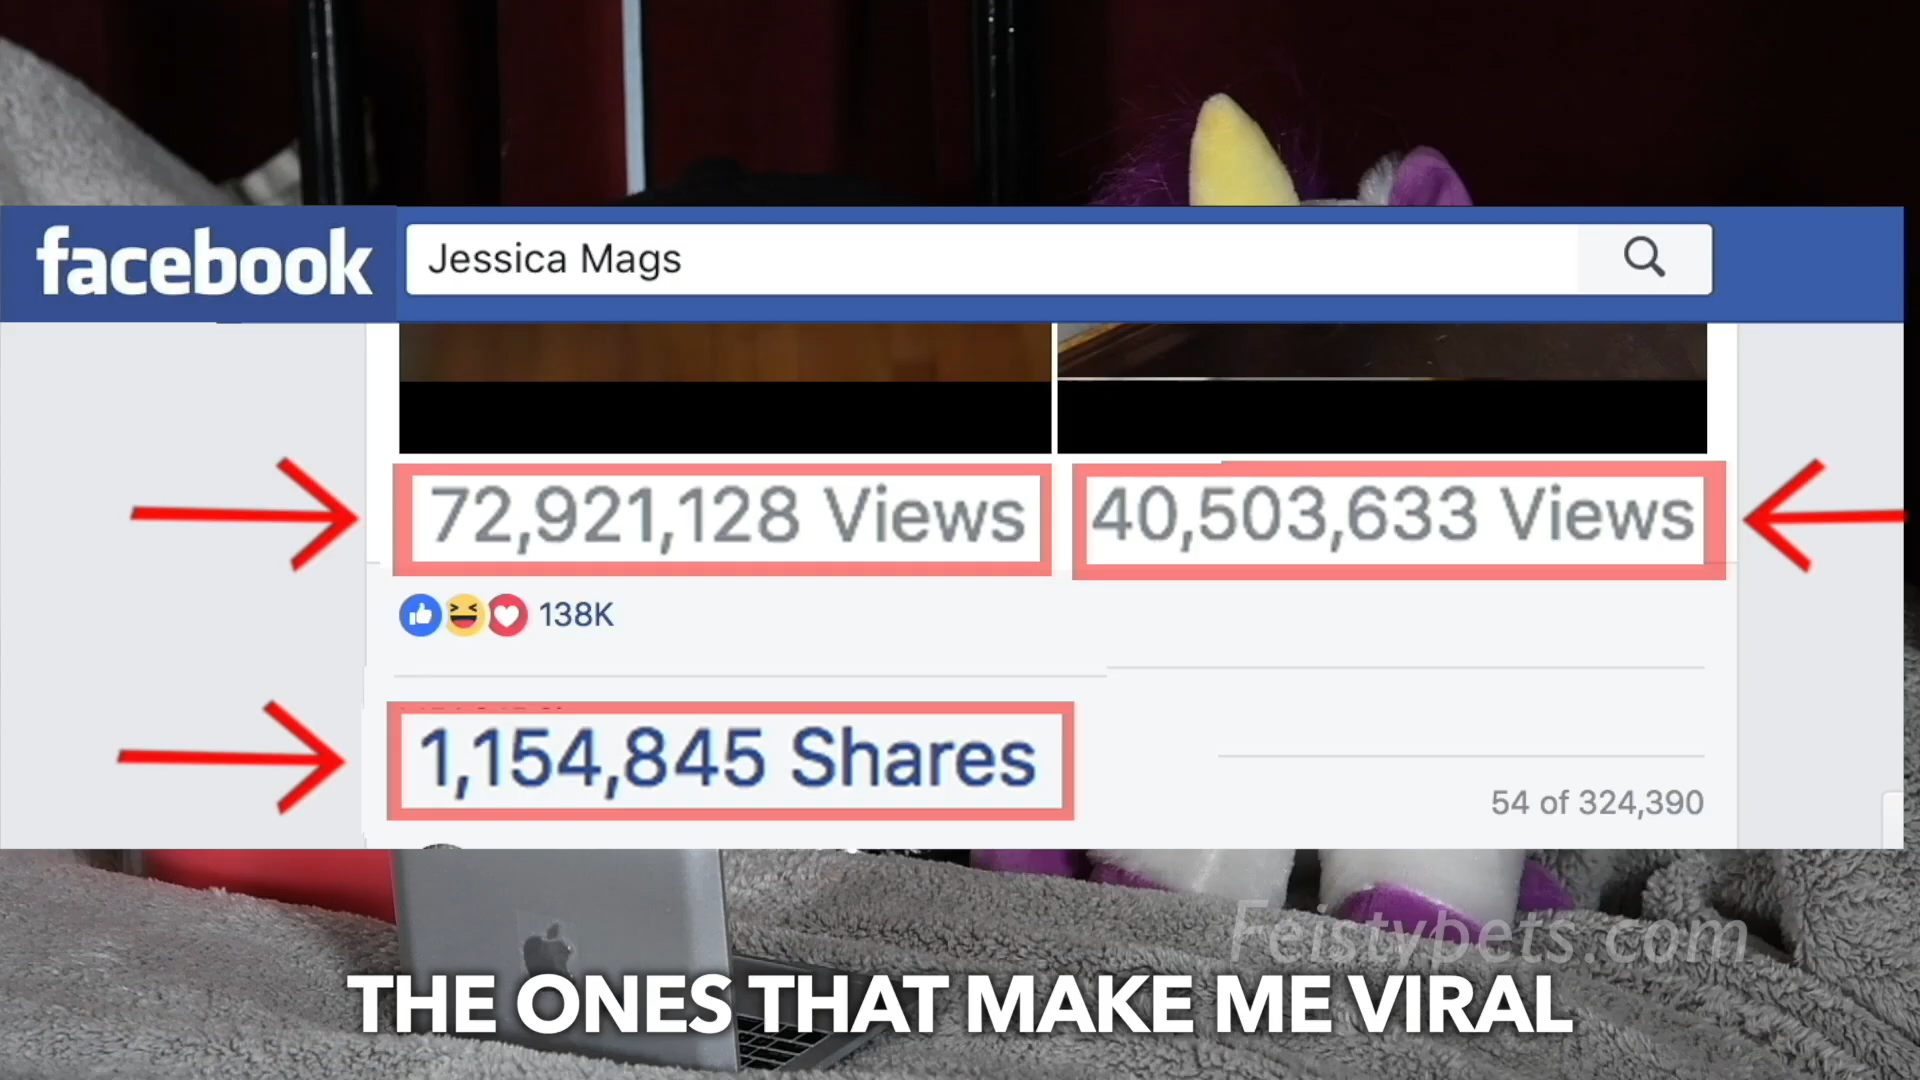 facebook
Jessica Mags
72,921,128 Views
40,503,633 Views
138K
1,154,845 Shares
54 of 324,390
Feistypets.com
THE ONES THAT MAKE ME VIRAL